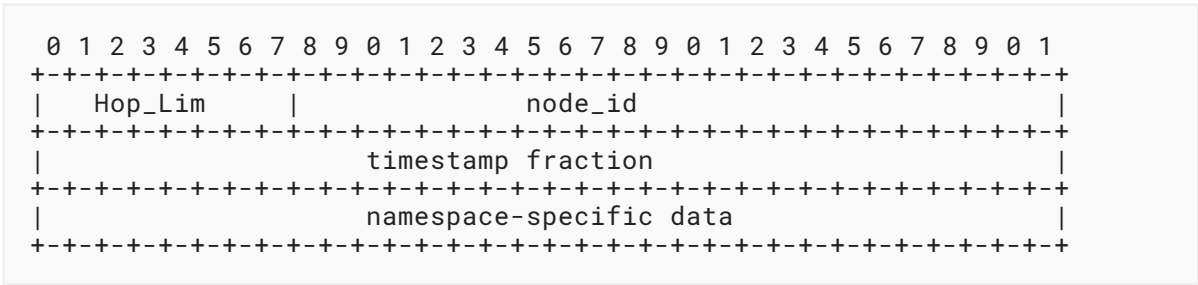 0 1 2 3 4 5 6 7 8 9 0 1 2 3 4 5 6 7 8 9 0 1 2 3 4 5 6 7 8 9 0 1
+-+-+-+-+-+-+-+-+-+-+-+-+-+-+-+-+-+-+-+-+-+-+-+-+-+-+-+-+-+-+-+-+
|   Hop_Lim     |              node_id                          |
+-+-+-+-+-+-+-+-+-+-+-+-+-+-+-+-+-+-+-+-+-+-+-+-+-+-+-+-+-+-+-+-+
|                    timestamp fraction                         |
+-+-+-+-+-+-+-+-+-+-+-+-+-+-+-+-+-+-+-+-+-+-+-+-+-+-+-+-+-+-+-+-+
|                    namespace-specific data                    |
+-+-+-+-+-+-+-+-+-+-+-+-+-+-+-+-+-+-+-+-+-+-+-+-+-+-+-+-+-+-+-+-+